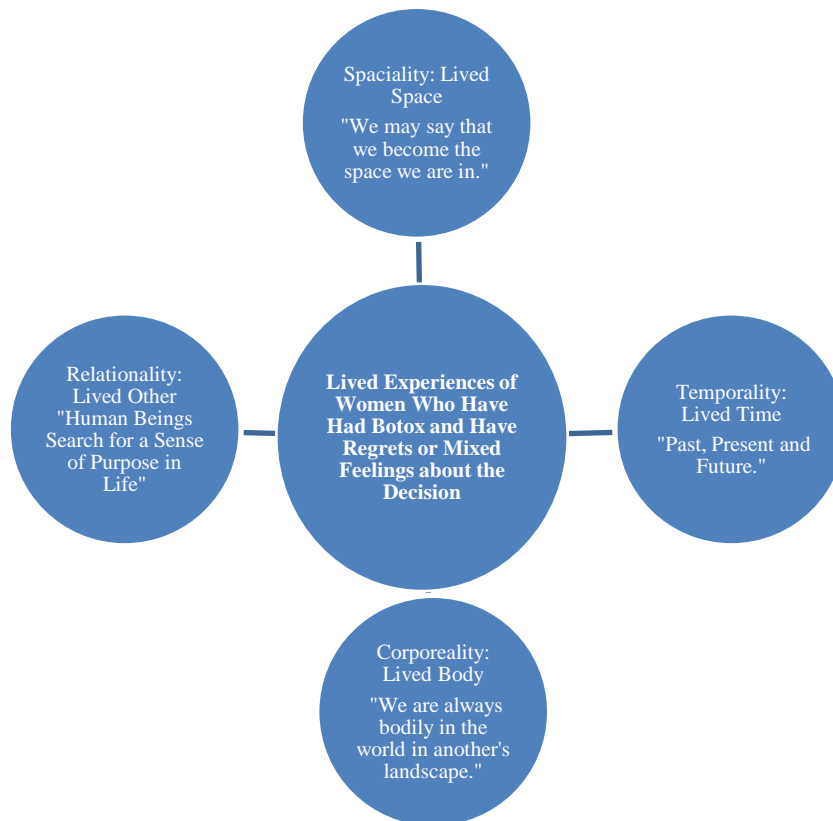 Spaciality: Lived
Space
"We may say that
we become the
space we are in."
Relationality:
Lived Other
"Human Beings
Search for a Sense
of Purpose in
Life"
Lived Experiences of
Women Who Have
Had Botox and Have
Regrets or Mixed
Feelings about the
Decision
Temporality:
Lived Time
"Past, Present and
Future."
Corporeality:
Lived Body
"We are always
bodily in the
world in another's
landscape."